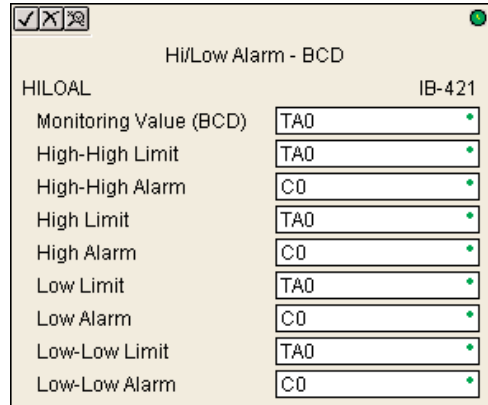 Hi/Low Alarm - BCD
HILOAL IB-421
Monitoring Value (BCD) TA0
High-High Limit TA0
High-High Alarm C0
High Limit TA0
High Alarm C0
Low Limit TA0
Low Alarm C0
Low-Low Limit TA0
Low-Low Alarm C0